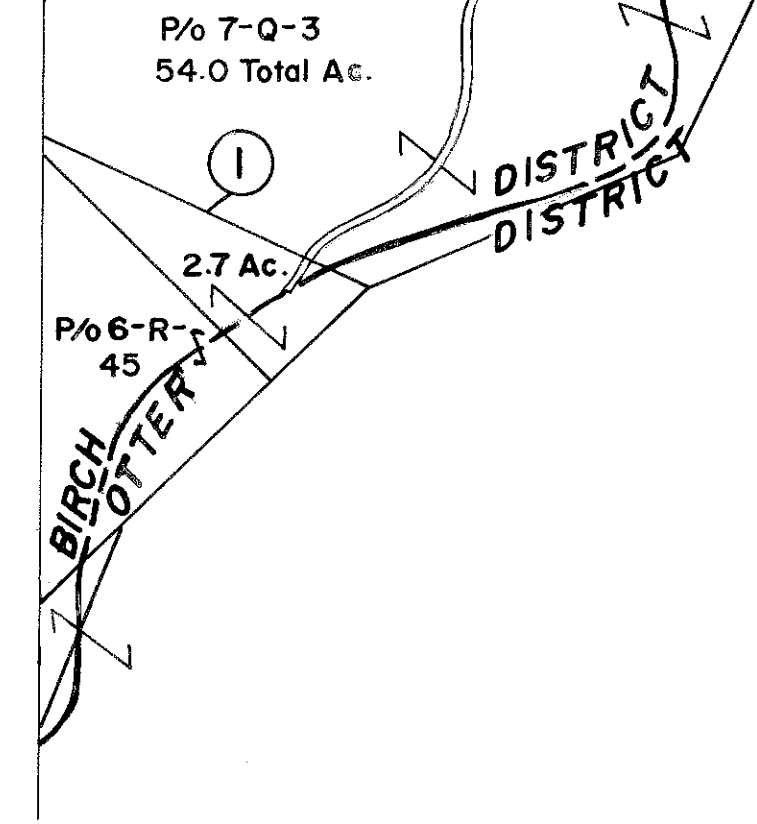 P/o 7-Q-3
54.0 Total Ac.
1
DISTRICT
DISTRICT
2.7 Ac.
P/o 6-R-
45
BIRCH
OTTER